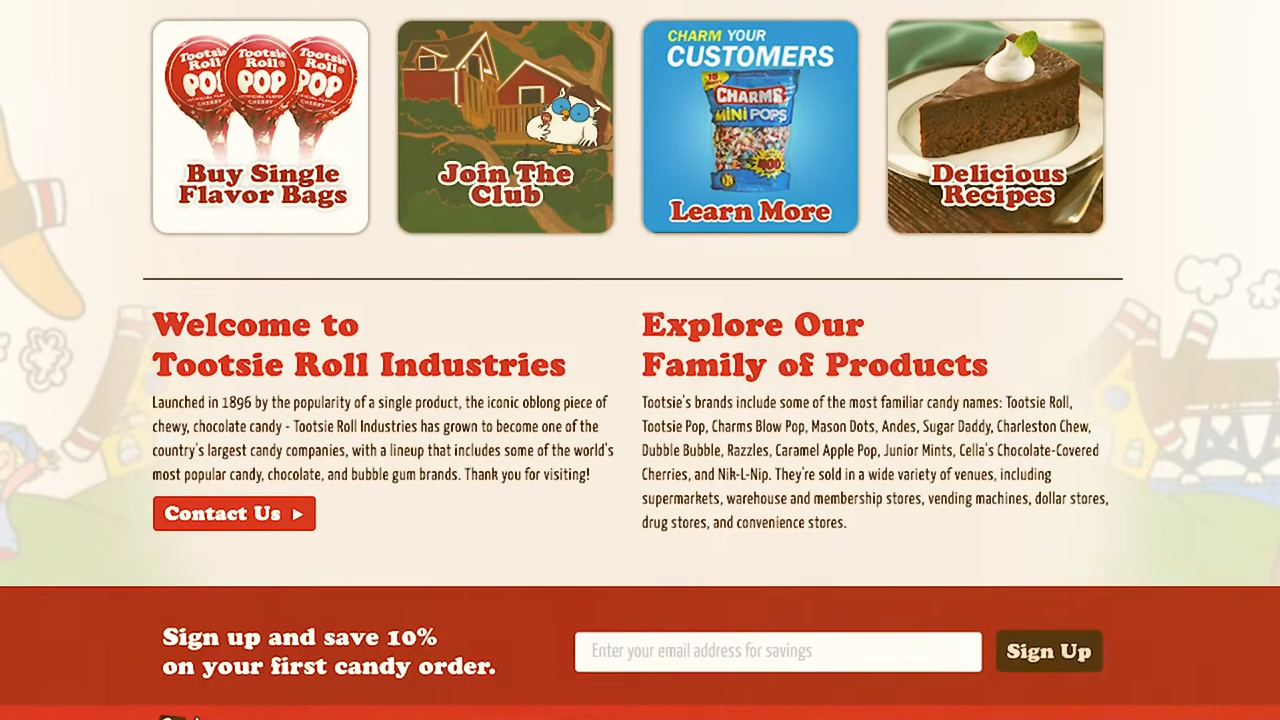 Tootsie Roll POP
Tootsie Roll® POP ARTIFICIAL FLAVOR CHERRY
Tootsie Roll® POP
Buy Single
Flavor Bags
Join The
Club
CHARM YOUR
CUSTOMERS
CHARMS
MINI POPS
400
Learn More
Delicious
Recipes
Welcome to
Tootsie Roll Industries
Launched in 1896 by the popularity of a single product, the iconic oblong piece of
chewy, chocolate candy - Tootsie Roll Industries has grown to become one of the
country's largest candy companies, with a lineup that includes some of the world's
most popular candy, chocolate, and bubble gum brands. Thank you for visiting!
Contact Us
Explore Our
Family of Products
Tootsie's brands include some of the most familiar candy names: Tootsie Roll,
Tootsie Pop, Charms Blow Pop, Mason Dots, Andes, Sugar Daddy, Charleston Chew,
Dubble Bubble, Razzles, Caramel Apple Pop, Junior Mints, Cella's Chocolate-Covered
Cherries, and Nik-L-Nip. They're sold in a wide variety of venues, including
supermarkets, warehouse and membership stores, vending machines, dollar stores,
drug stores, and convenience stores.
Sign up and save 10%
on your first candy order.
Enter your email address for savings
Sign Up